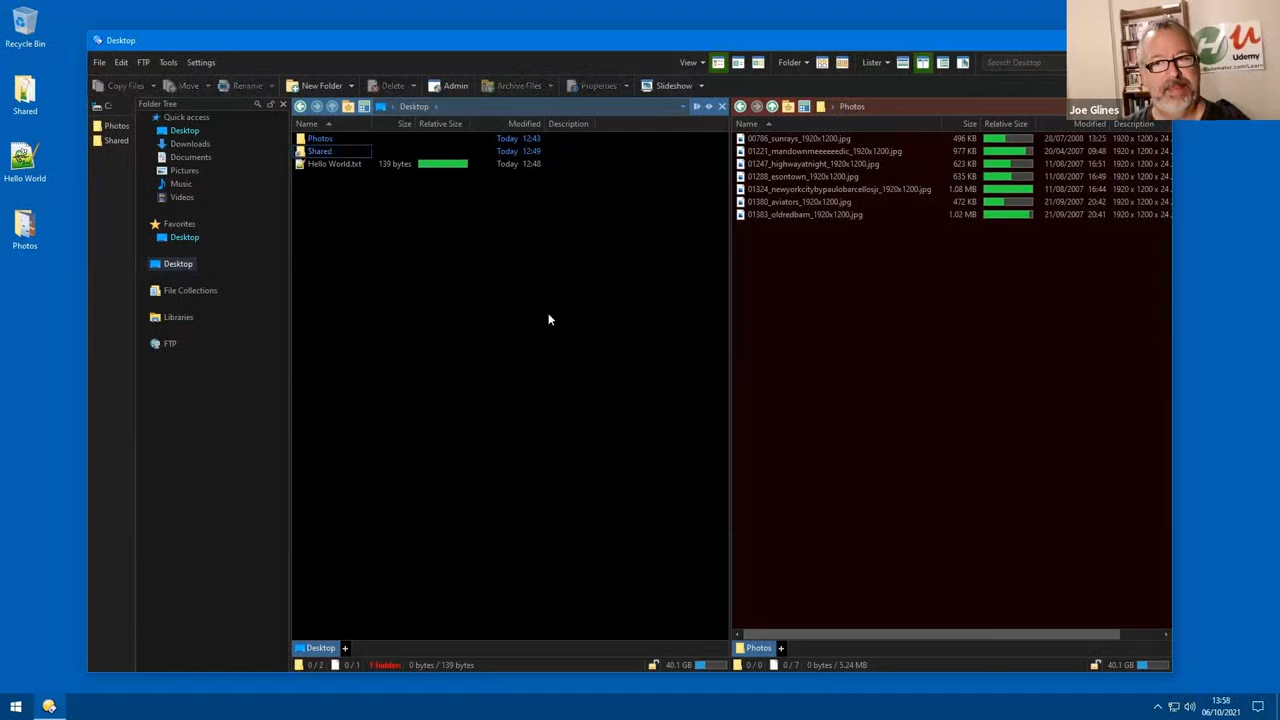 Recycle Bin
Shared
Hello World
Photos
Desktop
File Edit FTP Tools Settings
View Folder Lister Search Desktop
Copy Files Move Rename New Folder Delete Admin Archive Files Properties Slideshow
C:
Photos
Shared
Folder Tree
Quick access
Desktop
Downloads
Documents
Pictures
Music
Videos
Favorites
Desktop
Desktop
File Collections
Libraries
FTP
Desktop
Name Size Relative Size Modified Description
Photos Today 12:43
Shared Today 12:49
Hello World.txt 139 bytes Today 12:48
Desktop +
0 / 2 0 / 1 1 hidden 0 bytes / 139 bytes 40.1 GB
Photos
Name Size Relative Size Modified Description
00786_sunrays_1920x1200.jpg 496 KB 28/07/2008 13:25 1920 x 1200 x 24
01221_mandownmeeeeedic_1920x1200.jpg 977 KB 20/04/2007 09:48 1920 x 1200 x 24
01247_highwayatnight_1920x1200.jpg 623 KB 11/08/2008 16:51 1920 x 1200 x 24
01288_esontown_1920x1200.jpg 635 KB 11/08/2008 16:49 1920 x 1200 x 24
01324_newyorkcitybypaulobarcellosjr_1920x1200.jpg 1.08 MB 11/08/2008 16:44 1920 x 1200 x 24
01380_aviators_1920x1200.jpg 472 KB 21/09/2007 20:42 1920 x 1200 x 24
01383_oldredbarn_1920x1200.jpg 1.02 MB 21/09/2007 20:41 1920 x 1200 x 24
Photos +
0 / 0 0 / 7 0 bytes / 5.24 MB 40.1 GB
Udemy
Joe Glines
13:58
06/10/2021